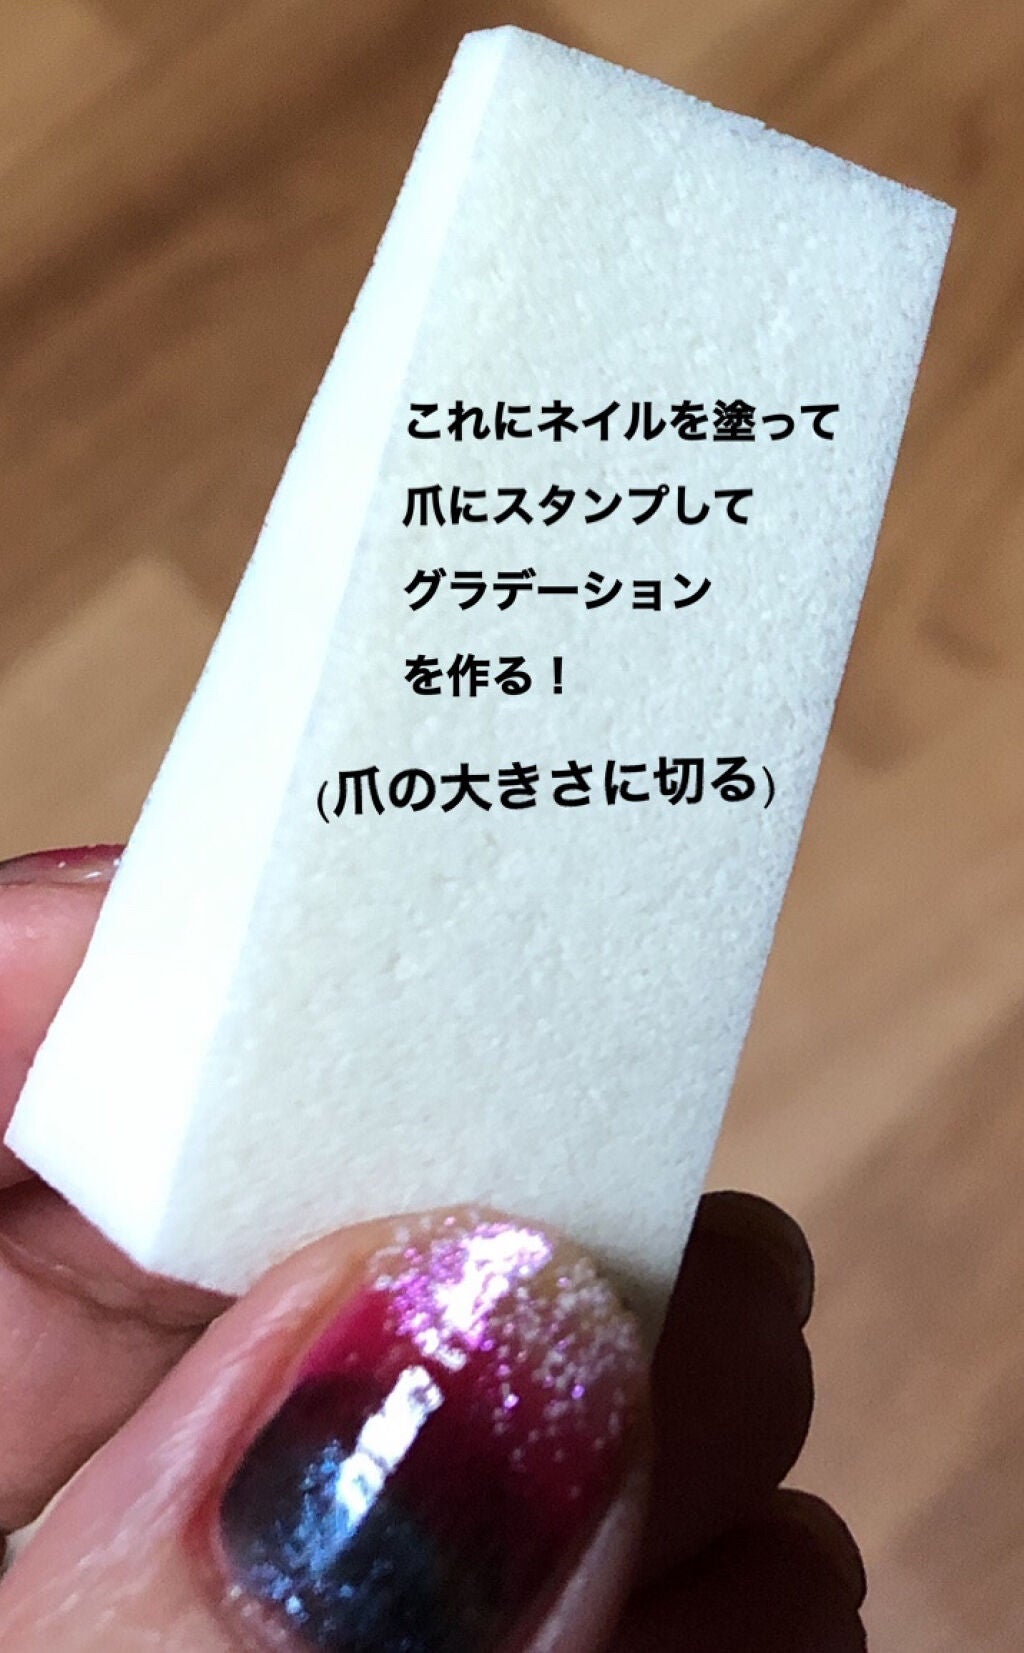 これにネイルを塗って
爪にスタンプして
グラデーション
を作る！
(爪の大きさに切る)